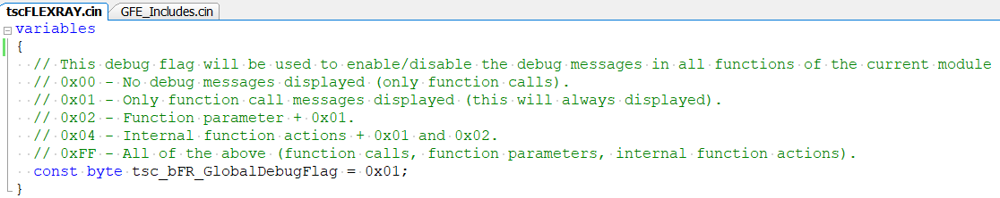 tscFLEXRAY.cin GFE_Includes.cin
variables
{
// This debug flag will be used to enable/disable the debug messages in all functions of the current module
// 0x00 - No debug messages displayed (only function calls).
// 0x01 - Only function call messages displayed (this will always displayed).
// 0x02 - Function parameter + 0x01.
// 0x04 - Internal function actions + 0x01 and 0x02.
// 0xFF - All of the above (function calls, function parameters, internal function actions).
const byte tsc_bFR_GlobalDebugFlag = 0x01;
}